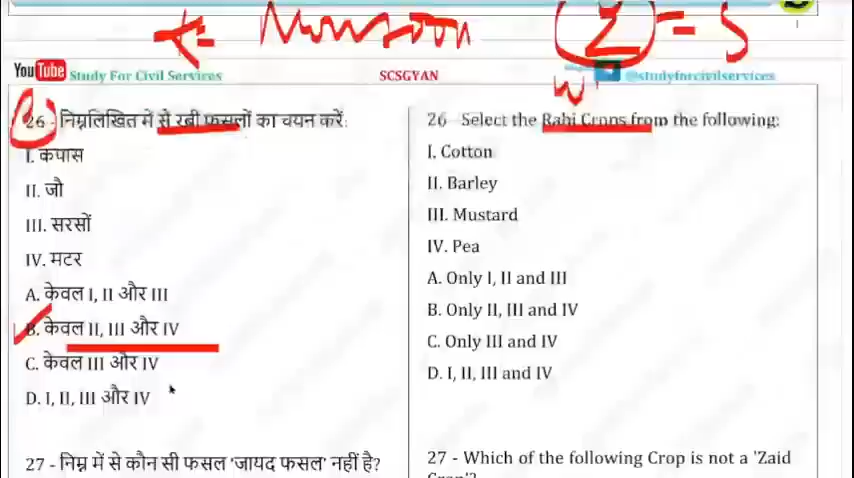 K= Monsoon Z = S
W
YouTube Study For Civil Services SCSGYAN @studyforcivilservices
26 - निम्नलिखित में से रबी फसलों का चयन करें:
I. कपास
II. जौ
III. सरसों
IV. मटर
A. केवल I, II और III
B. केवल II, III और IV
C. केवल III और IV
D. I, II, III और IV
27 - निम्न में से कौन सी फसल 'जायद फसल' नहीं है?
26 Select the Rabi Crops from the following:
I. Cotton
II. Barley
III. Mustard
IV. Pea
A. Only I, II and III
B. Only II, III and IV
C. Only III and IV
D. I, II, III and IV
27 - Which of the following Crop is not a 'Zaid
Crop'?